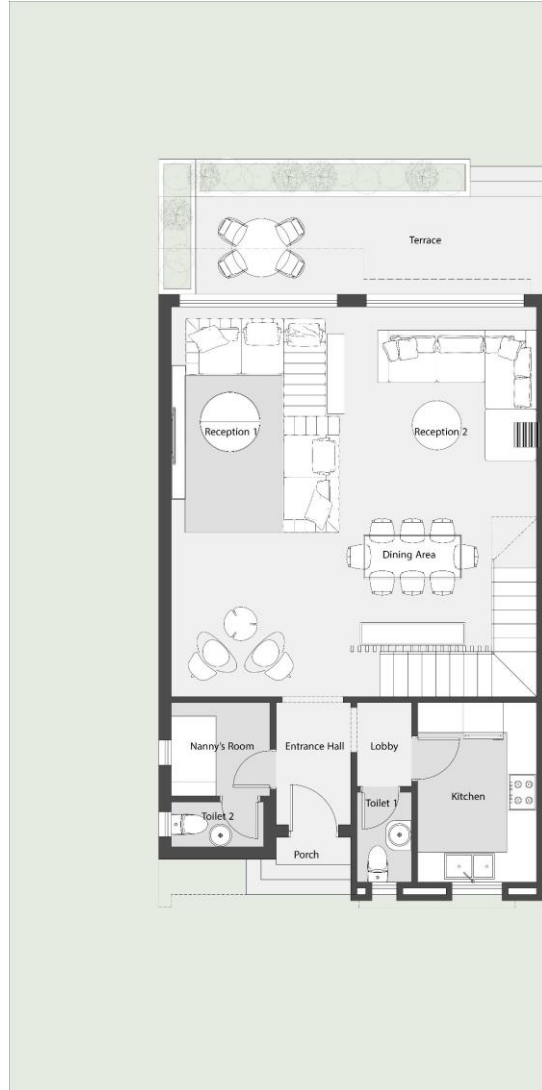 Terrace
Reception 1
Reception 2
Dining Area
Nanny's Room
Entrance Hall
Lobby
Kitchen
Toilet 1
Toilet 2
Porch